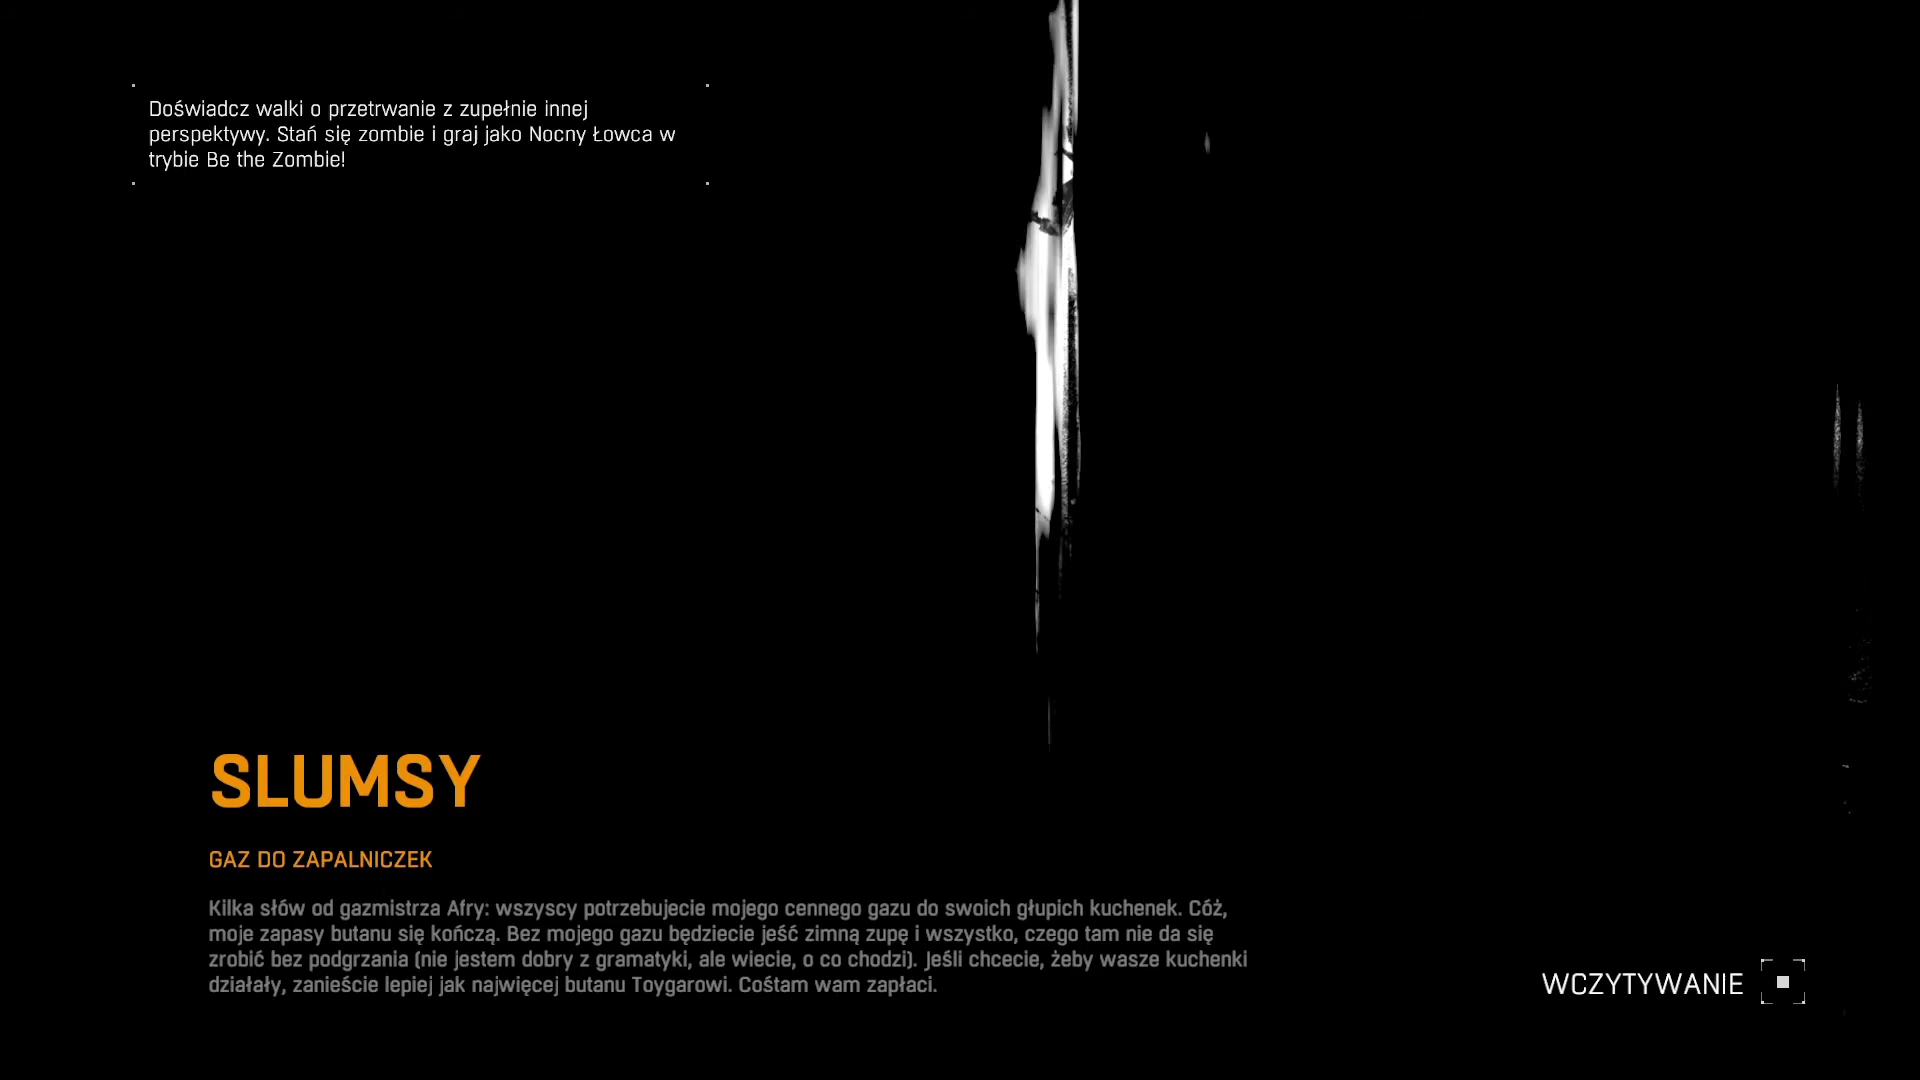 Doświadcz walki o przetrwanie z zupełnie innej
perspektywy. Stań się zombie i graj jako Nocny Łowca w
trybie Be the Zombie!
SLUMSY
GAZ DO ZAPALNICZEK
Kilka słów od gazmistrza Afry: wszyscy potrzebujecie mojego cennego gazu do swoich głupich kuchenek. Cóż,
moje zapasy butanu się kończą. Bez mojego gazu będziecie jeść zimną zupę i wszystko, czego tam nie da się
zrobić bez podgrzania (nie jestem dobry z gramatyki, ale wiecie, o co chodzi). Jeśli chcecie, żeby wasze kuchenki
działały, zanieście lepiej jak najwięcej butanu Toygarowi. Cośtam wam zapłaci.
WCZYTYWANIE